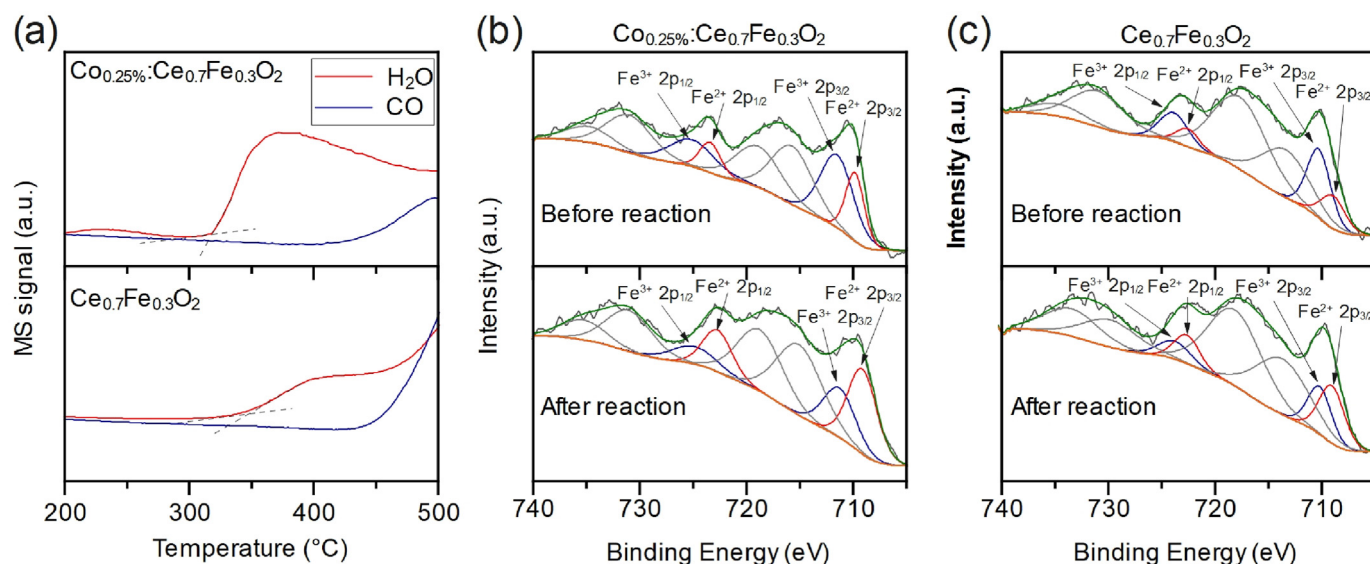 (a)
Co0.25%:Ce0.7Fe0.3O2
H2O
CO
Ce0.7Fe0.3O2
MS signal (a.u.)
200 300 400 500
Temperature (°C)
(b)
Co0.25%:Ce0.7Fe0.3O2
Fe3+ 2p1/2
Fe2+ 2p1/2
Fe3+ 2p3/2
Fe2+ 2p3/2
Before reaction
Fe3+ 2p1/2
Fe2+ 2p1/2
Fe3+ 2p3/2
Fe2+ 2p3/2
After reaction
Intensity (a.u.)
740 730 720 710
Binding Energy (eV)
(c)
Ce0.7Fe0.3O2
Fe3+ 2p1/2
Fe2+ 2p1/2
Fe3+ 2p3/2
Fe2+ 2p3/2
Before reaction
Fe3+ 2p1/2
Fe2+ 2p1/2
Fe3+ 2p3/2
Fe2+ 2p3/2
After reaction
Intensity (a.u.)
740 730 720 710
Binding Energy (eV)